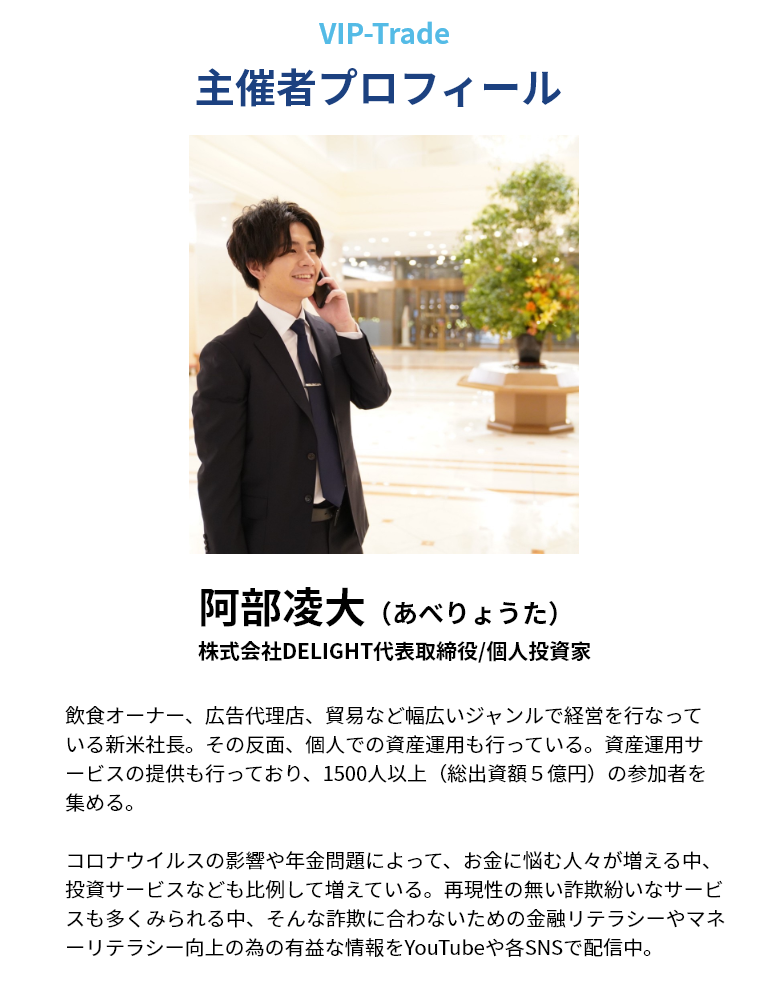 VIP-Trade
主催者プロフィール
阿部凌大（あべりょうた）
株式会社DELIGHT代表取締役/個人投資家
飲食オーナー、広告代理店、貿易など幅広いジャンルで経営を行なって
いる新米社長。その反面、個人での資産運用も行っている。資産運用サ
ービスの提供も行っており、1500人以上（総出資額５億円）の参加者を
集める。
コロナウイルスの影響や年金問題によって、お金に悩む人々が増える中、
投資サービスなども比例して増えている。再現性の無い詐欺紛いなサービ
スも多くみられる中、そんな詐欺に合わないための金融リテラシーやマネ
ーリテラシー向上の為の有益な情報をYouTubeや各SNSで配信中。